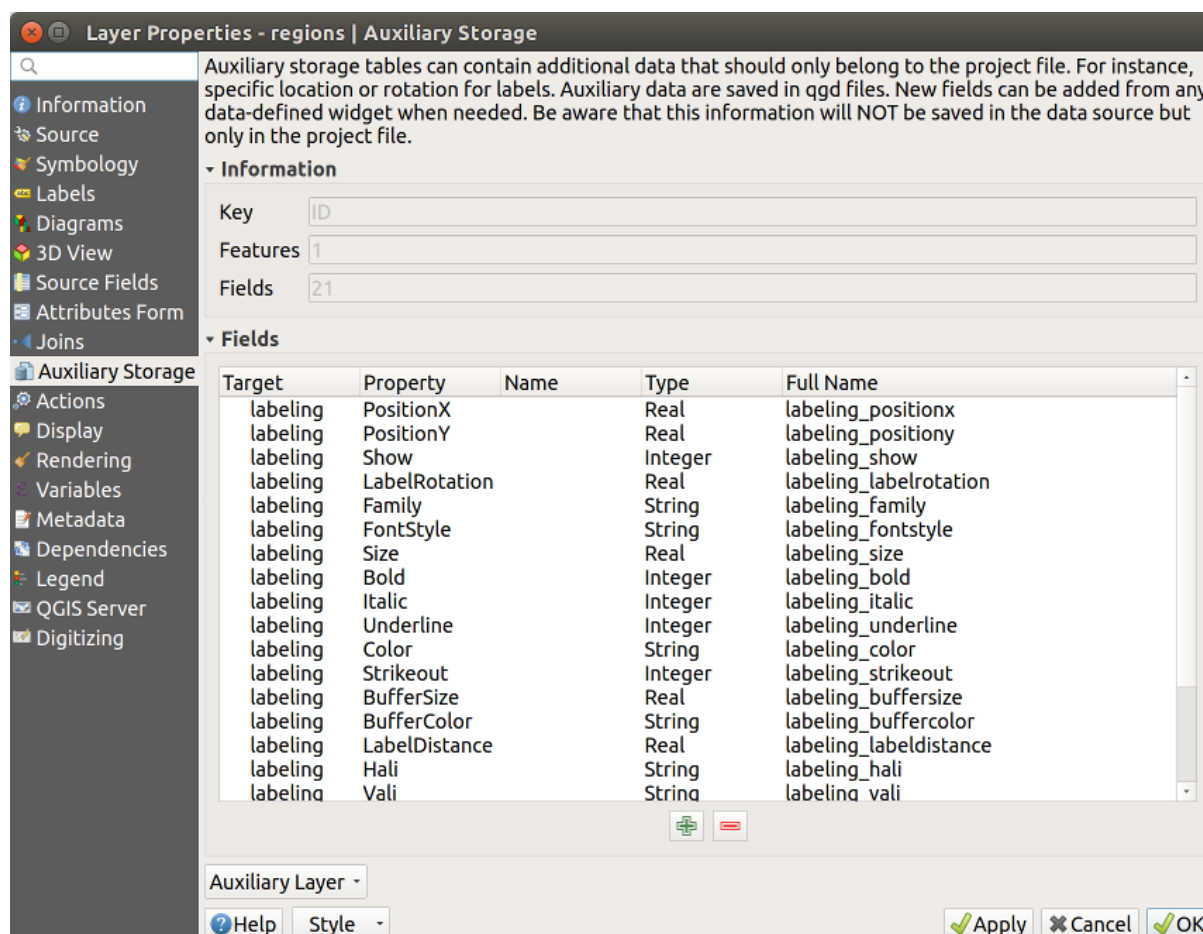 Layer Properties - regions | Auxiliary Storage
Information
Source
Symbology
Labels
Diagrams
3D View
Source Fields
Attributes Form
Joins
Auxiliary Storage
Actions
Display
Rendering
Variables
Metadata
Dependencies
Legend
QGIS Server
Digitizing
Auxiliary storage tables can contain additional data that should only belong to the project file. For instance,
specific location or rotation for labels. Auxiliary data are saved in qgd files. New fields can be added from any
data-defined widget when needed. Be aware that this information will NOT be saved in the data source but
only in the project file.
Information
Key ID
Features 1
Fields 21
Fields
Target Property Name Type Full Name
labeling PositionX Real labeling_positionx
labeling PositionY Real labeling_positiony
labeling Show Integer labeling_show
labeling LabelRotation Real labeling_labelrotation
labeling Family String labeling_family
labeling FontStyle String labeling_fontstyle
labeling Size Real labeling_size
labeling Bold Integer labeling_bold
labeling Italic Integer labeling_italic
labeling Underline Integer labeling_underline
labeling Color String labeling_color
labeling Strikeout Integer labeling_strikeout
labeling BufferSize Real labeling_buffersize
labeling BufferColor String labeling_buffercolor
labeling LabelDistance Real labeling_labeldistance
labeling Hali String labeling_hali
labeling Vali String labeling_vali
Auxiliary Layer
Help Style Apply Cancel OK